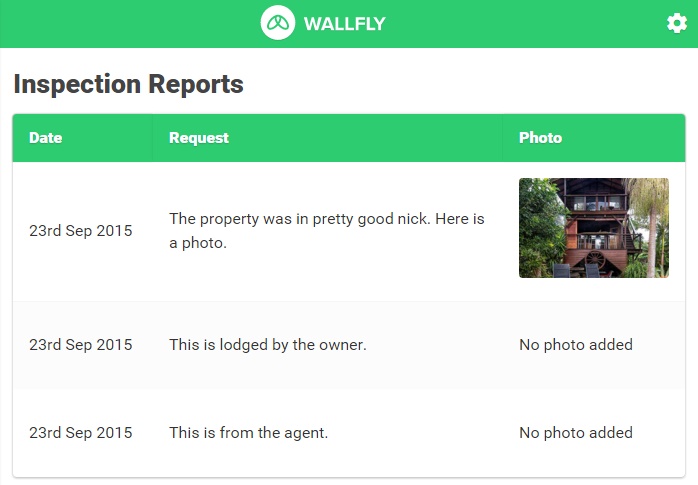 WALLFLY
Inspection Reports
Date Request Photo
23rd Sep 2015 The property was in pretty good nick. Here is
a photo.
23rd Sep 2015 This is lodged by the owner. No photo added
23rd Sep 2015 This is from the agent. No photo added